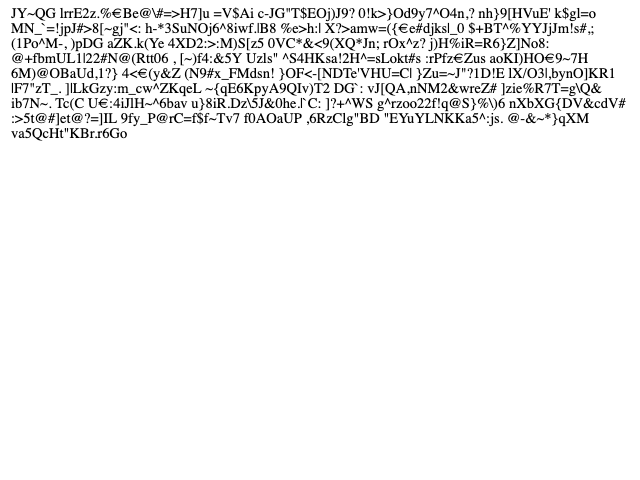 JY~QG lrrE2z.%€Be@\#=>H7]u =V$Ai c-JG"T$EOj)J9? 0!k>}Od9y7^O4n,? nh}9[HVuE' k$gl=o
MN_`=!jpJ#>8[~gj"<: h-*3SuNOj6^8iwf.|B8 %e>h:l X?>amw=({€e#djks|_0 $+BT^%YYJjJm!s#,;
(1Po^M-, )pDG aZK.k(Ye 4XD2:>:M)S[z5 0VC*&<9(XQ*Jn; rOx^z? j)H%iR=R6}Z]No8:
@+fbmUL1|22#N@(Rtt06 , [~)f4:&5Y UzIs" ^S4HKsa!2H^=sLokt#s :rPfz€Zus aoKI)HO€9~7H
6M)@OBaUd,1?} 4<€(y&Z (N9#x_FMdsn! }OF<-[NDTe'VHU=C| }Zu=~J"?1D!E lX/O3|,bynO]KR1
|F7"zT_. ]|LkGzy:m_cw^ZKqeL ~{qE6KpyA9QIv)T2 DG`: vJ[QA,nNM2&wreZ# ]zie%R7T=g\Q&
ib7N~. Tc(C U€:4iJlH~^6bav u}8iR.Dz\5J&0he.f`C: ]?+^WS g^rzoo22f!q@S}%\)6 nXbXG{DV&cdV#
:>5t@#]et@?=]IL 9fy_P@rC=f$f~Tv7 f0AOaUP ,6RzClg"BD "EYuYLNKKa5^:js. @-&~*}qXM
va5QcHt"KBr.r6Go